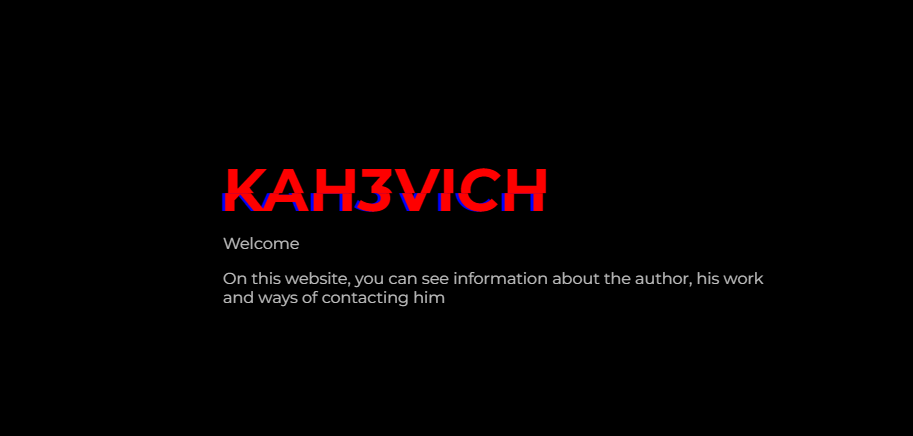 KAH3VICH
Welcome
On this website, you can see information about the author, his work
and ways of contacting him